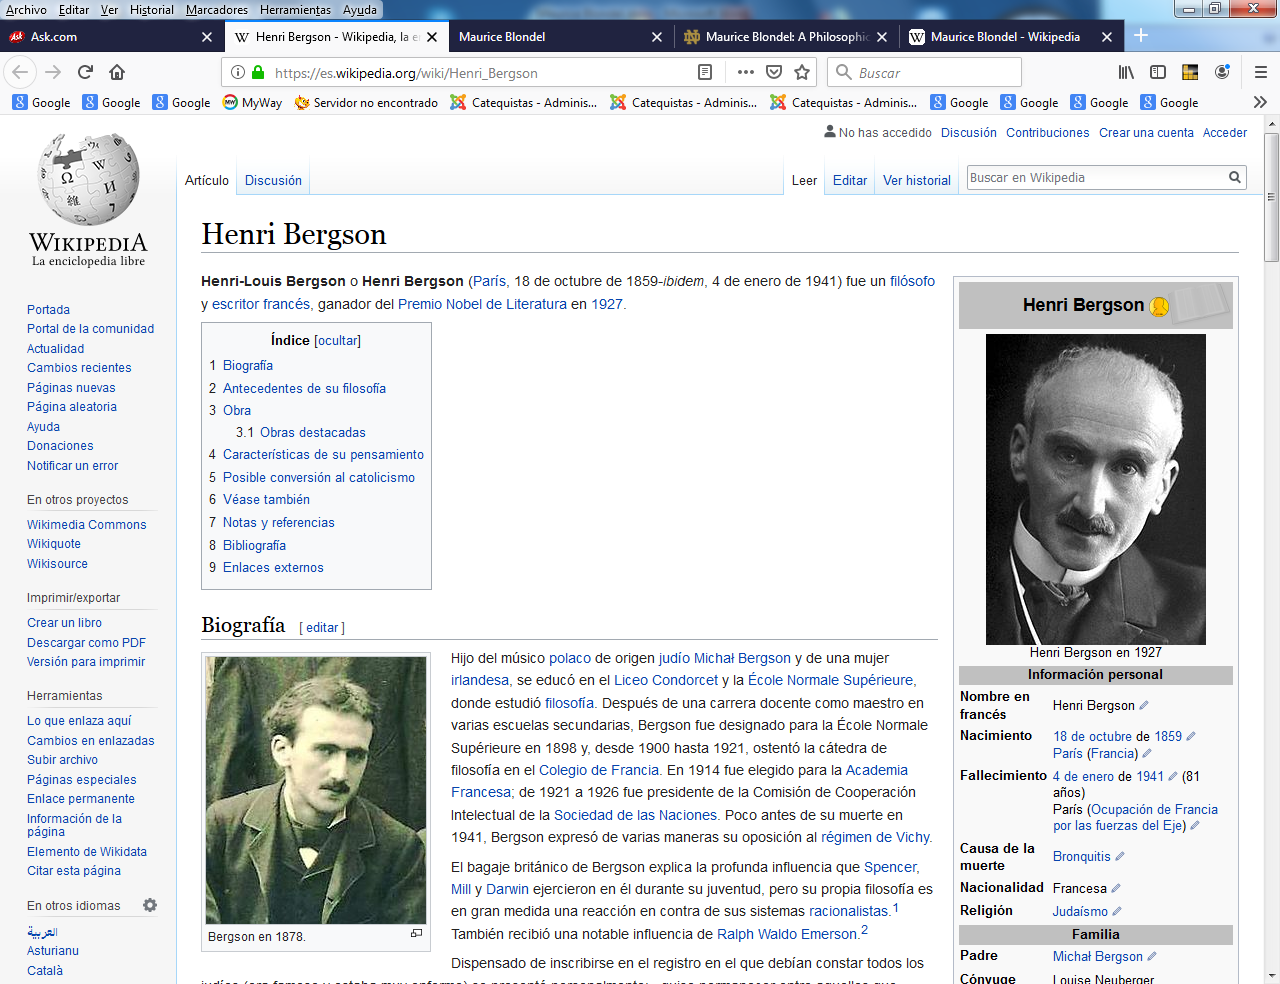 Archivo Editar Ver Historial Marcadores Herramientas Ayuda
Ask.com
Henri Bergson - Wikipedia, la e
Maurice Blondel
Maurice Blondel: A Philosophic
Maurice Blondel - Wikipedia
https://es.wikipedia.org/wiki/Henri_Bergson
Buscar
Google Google Google MyWay Servidor no encontrado Catequistas - Adminis... Catequistas - Adminis... Catequistas - Adminis... Google Google Google Google
No has accedido Discusión Contribuciones Crear una cuenta Acceder
WIKIPEDIA
La enciclopedia libre
Artículo Discusión Leer Editar Ver historial Buscar en Wikipedia
Portada
Portal de la comunidad
Actualidad
Cambios recientes
Páginas nuevas
Página aleatoria
Ayuda
Donaciones
Notificar un error
En otros proyectos
Wikimedia Commons
Wikiquote
Wikisource
Imprimir/exportar
Crear un libro
Descargar como PDF
Versión para imprimir
Herramientas
Lo que enlaza aquí
Cambios en enlazadas
Subir archivo
Páginas especiales
Enlace permanente
Información de la
página
Elemento de Wikidata
Citar esta página
En otros idiomas
العربية
Asturianu
Català
Henri Bergson
Henri-Louis Bergson o Henri Bergson (París, 18 de octubre de 1859-ibidem, 4 de enero de 1941) fue un filósofo
y escritor francés, ganador del Premio Nobel de Literatura en 1927.
Índice [ocultar]
1 Biografía
2 Antecedentes de su filosofía
3 Obra
3.1 Obras destacadas
4 Características de su pensamiento
5 Posible conversión al catolicismo
6 Véase también
7 Notas y referencias
8 Bibliografía
9 Enlaces externos
Biografía [ editar ]
Bergson en 1878.
Hijo del músico polaco de origen judío Michał Bergson y de una mujer
irlandesa, se educó en el Liceo Condorcet y la École Normale Supérieure,
donde estudió filosofía. Después de una carrera docente como maestro en
varias escuelas secundarias, Bergson fue designado para la École Normale
Supérieure en 1898 y, desde 1900 hasta 1921, ostentó la cátedra de
filosofía en el Colegio de Francia. En 1914 fue elegido para la Academia
Francesa; de 1921 a 1926 fue presidente de la Comisión de Cooperación
Intelectual de la Sociedad de las Naciones. Poco antes de su muerte en
1941, Bergson expresó de varias maneras su oposición al régimen de Vichy.
El bagaje británico de Bergson explica la profunda influencia que Spencer,
Mill y Darwin ejercieron en él durante su juventud, pero su propia filosofía es
en gran medida una reacción en contra de sus sistemas racionalistas.1
También recibió una notable influencia de Ralph Waldo Emerson.2
Dispensado de inscribirse en el registro en el que debían constar todos los
Henri Bergson
Henri Bergson en 1927
Información personal
Nombre en francés Henri Bergson
Nacimiento 18 de octubre de 1859
París (Francia)
Fallecimiento 4 de enero de 1941 (81
años)
París (Ocupación de Francia
por las fuerzas del Eje)
Causa de la muerte Bronquitis
Nacionalidad Francesa
Religión Judaísmo
Familia
Padre Michał Bergson
Cónyuge Louise Neuberger